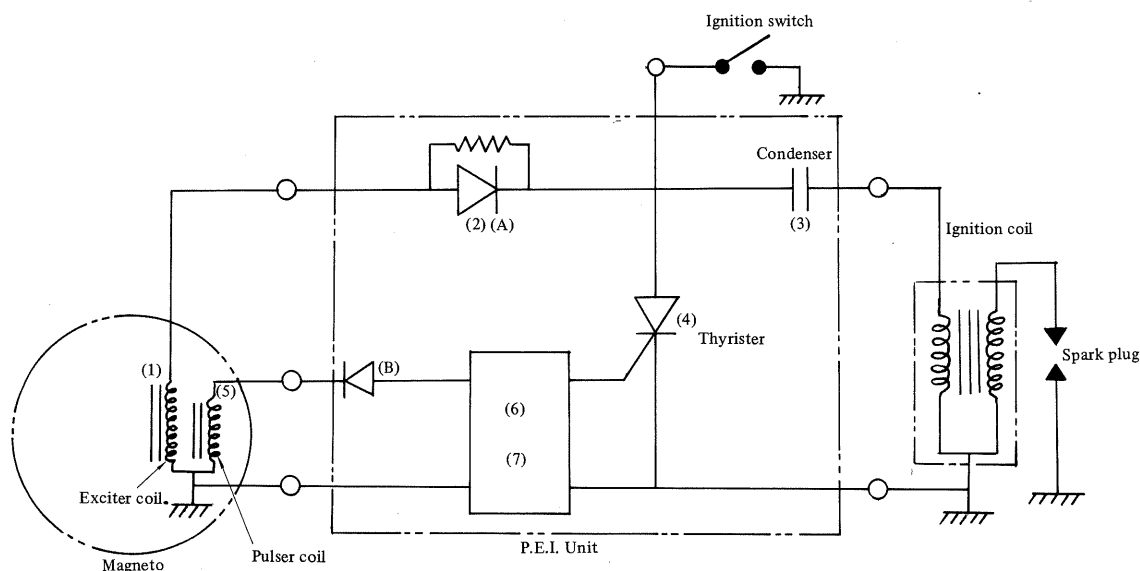 Ignition switch
Condenser
(2) (A)
(3)
Ignition coil
(4)
Thyrister
(1)
(B)
(5)
Spark plug
(6)
(7)
Exciter coil
P.E.I. Unit
Pulser coil
Magneto